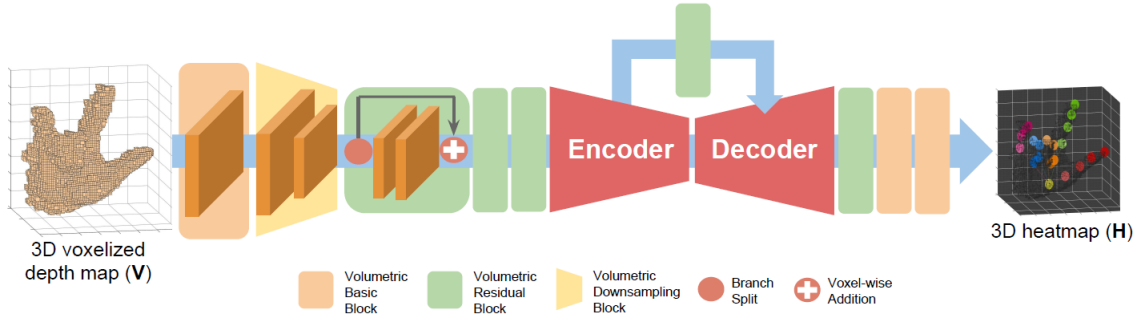 Encoder
Decoder
3D voxelized
depth map (V)
3D heatmap (H)
Volumetric
Basic
Block
Volumetric
Residual
Block
Volumetric
Downsampling
Block
Branch
Split
Voxel-wise
Addition